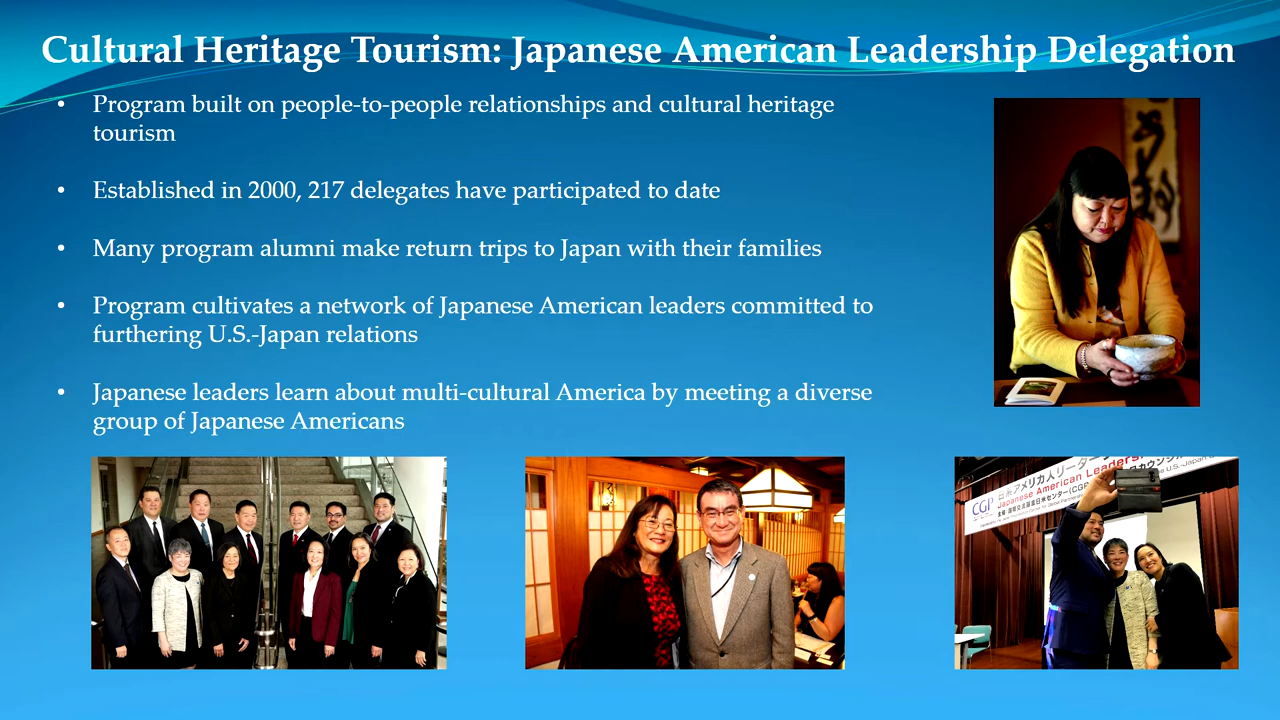 Cultural Heritage Tourism: Japanese American Leadership Delegation
• Program built on people-to-people relationships and cultural heritage
tourism
• Established in 2000, 217 delegates have participated to date
• Many program alumni make return trips to Japan with their families
• Program cultivates a network of Japanese American leaders committed to
furthering U.S.-Japan relations
• Japanese leaders learn about multi-cultural America by meeting a diverse
group of Japanese Americans
CGP
Japanese American Leaders